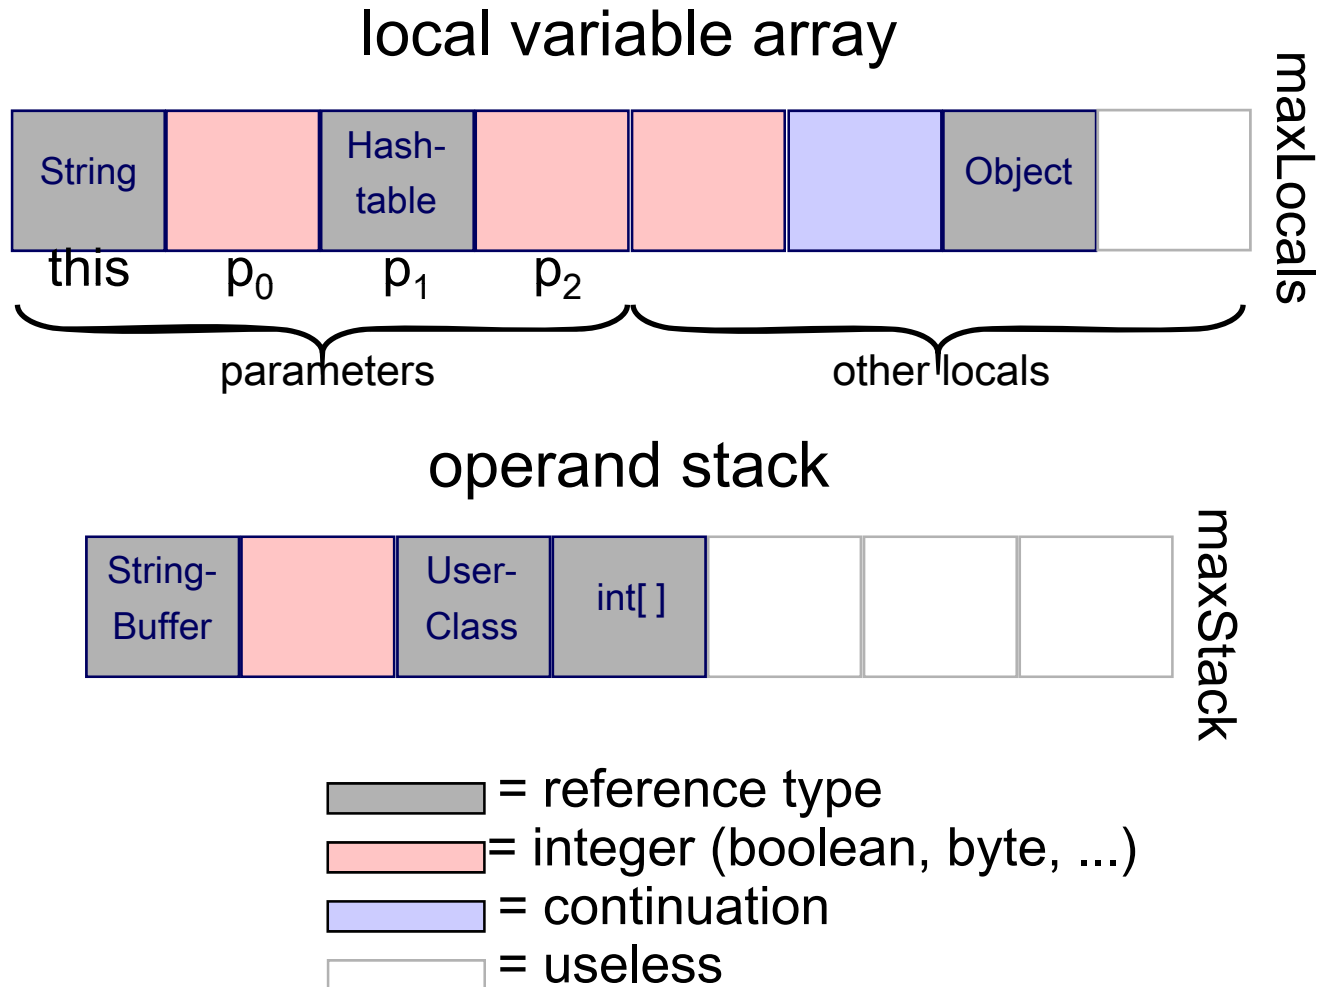 local variable array
maxLocals
String
Hash-
table
Object
this
p0
p1
p2
parameters
other locals
operand stack
maxStack
String-
Buffer
User-
Class
int[ ]
= reference type
= integer (boolean, byte, ...)
= continuation
= useless